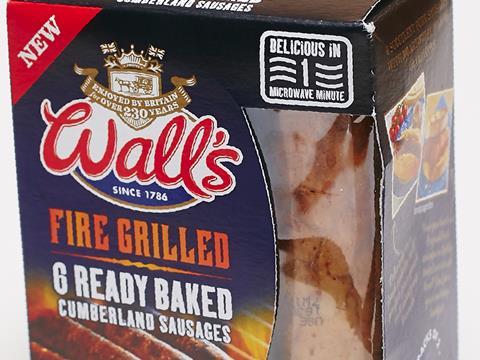 CUMBERLAND SAUSAGES
NEW
ENJOYED BY BRITAIN
for OVER 230 YEARS
Wall's
SINCE 1786
FIRE GRILLED
6 READY BAKED
CUMBERLAND SAUSAGES
DELICIOUS IN
1
MICROWAVE MINUTE